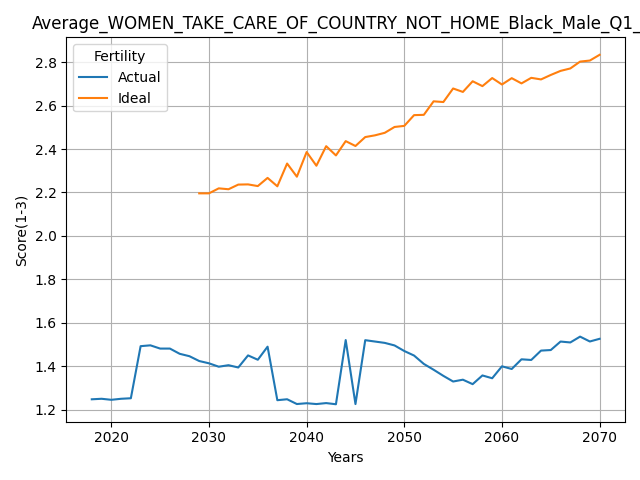 Average_WOMEN_TAKE_CARE_OF_COUNTRY_NOT_HOME_Black_Male_Q1_
Fertility
Actual
Ideal
Score(1-3)
2.8
2.6
2.4
2.2
2.0
1.8
1.6
1.4
1.2
2020 2030 2040 2050 2060 2070
Years